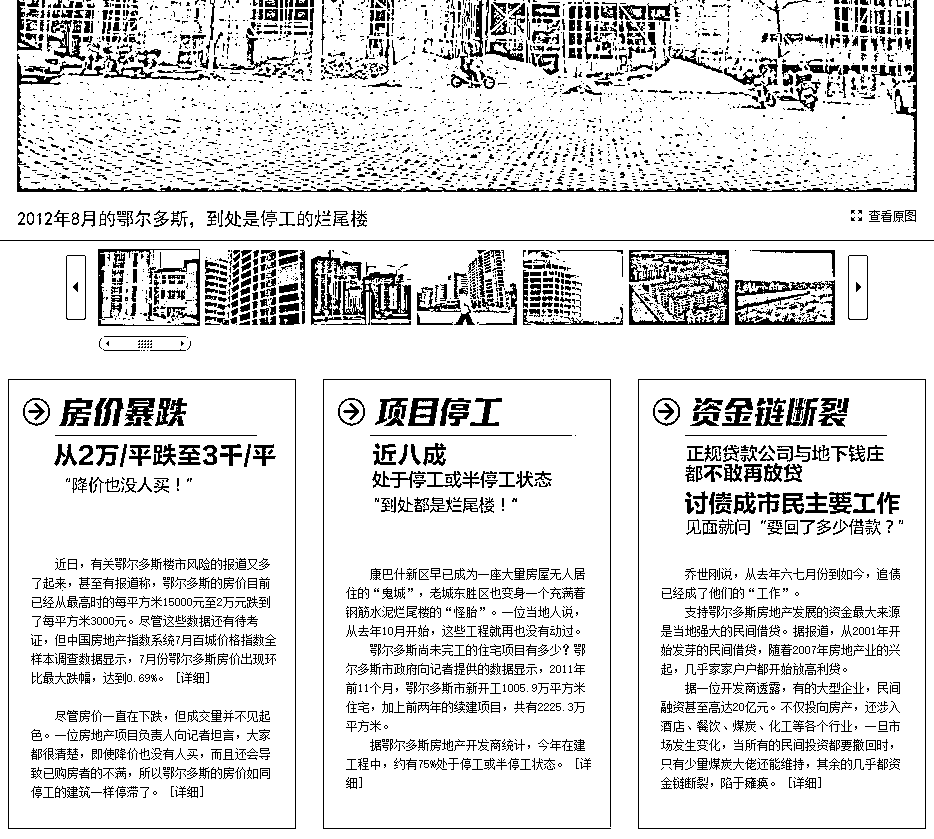 2012年8月的鄂尔多斯，到处是停工的烂尾楼
查看原图
房价暴跌
从2万/平跌至3千/平
“降价也没人买！”
近日，有关鄂尔多斯楼市风险的报道又多
了起来，甚至有报道称，鄂尔多斯的房价目前
已经从最高时的每平方米15000元至2万元跌到
了每平方米3000元。尽管这些数据还有待考
证，但中国房地产指数系统7月百城价格指数全
样本调查数据显示，7月份鄂尔多斯房价出现环
比最大跌幅，达到0.69%。 [详细]
尽管房价一直在下跌，但成交量并不见起
色。一位房地产项目负责人向记者坦言，大家
都很清楚，即使降价也没有人买，而且还会导
致已购房者的不满，所以鄂尔多斯的房价如同
停工的建筑一样停滞了。 [详细]
项目停工
近八成
处于停工或半停工状态
“到处都是烂尾楼！”
康巴什新区早已成为一座大量房屋无人居
住的“鬼城”，老城东胜区也变身一个充满着
钢筋水泥烂尾楼的“怪胎”。一位当地人说，
从去年10月开始，这些工程就再也没有动过。
鄂尔多斯尚未完工的住宅项目有多少？鄂
尔多斯市政府向记者提供的数据显示，2011年
前11个月，鄂尔多斯市新开工1005.9万平方米
住宅，加上前两年的续建项目，共有2225.3万
平方米。
据鄂尔多斯房地产开发商统计，今年在建
工程中，约有75%处于停工或半停工状态。 [详
细]
资金链断裂
正规贷款公司与地下钱庄
都不敢再放贷
讨债成市民主要工作
见面就问“要回了多少借款？”
乔世刚说，从去年六七月份到如今，追债
已经成了他们的“工作”。
支持鄂尔多斯房地产发展的资金最大来源
是当地强大的民间借贷。据报道，从2001年开
始发芽的民间借贷，随着2007年房地产业的兴
起，几乎家家户户都开始放高利贷。
据一位开发商透露，有的大型企业，民间
融资甚至高达20亿元。不仅投向房产，还涉入
酒店、餐饮、煤炭、化工等各个行业，一旦市
场发生变化，当所有的民间投资都要撤回时，
只有少量煤炭大佬还能维持，其余的几乎都资
金链断裂，陷于瘫痪。 [详细]